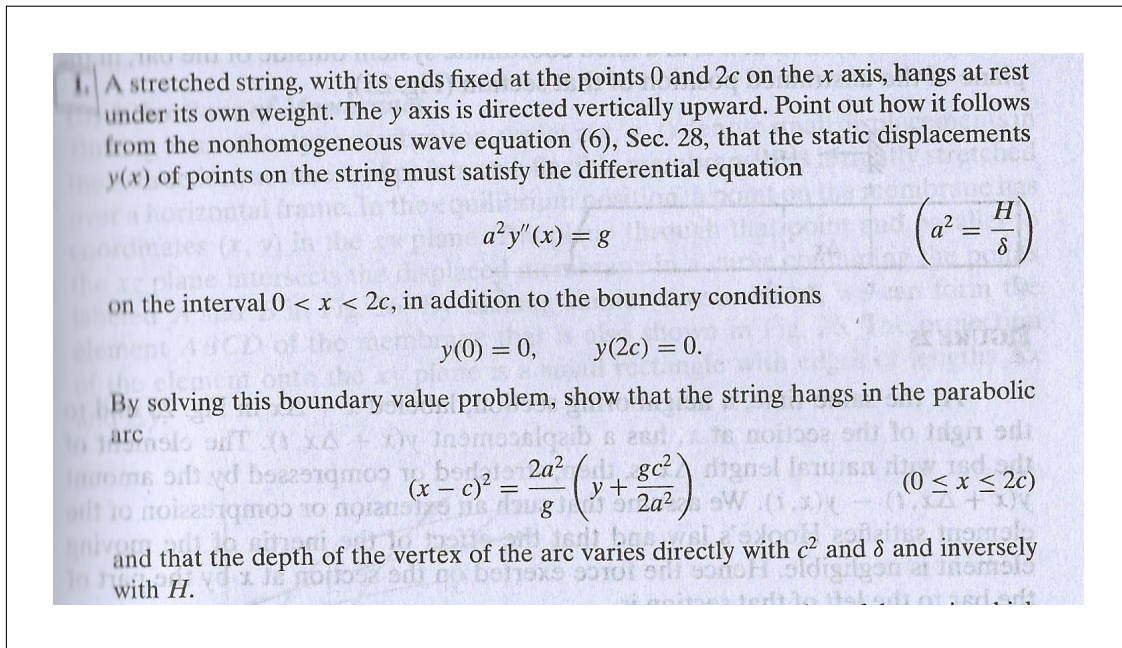 1. A stretched string, with its ends fixed at the points 0 and 2c on the x axis, hangs at rest
under its own weight. The y axis is directed vertically upward. Point out how it follows
from the nonhomogeneous wave equation (6), Sec. 28, that the static displacements
y(x) of points on the string must satisfy the differential equation
a²y″(x) = g (a² = H/δ)
on the interval 0 < x < 2c, in addition to the boundary conditions
y(0) = 0, y(2c) = 0.
By solving this boundary value problem, show that the string hangs in the parabolic
arc
(x − c)² = 2a²/g (y + gc²/2a²) (0 ≤ x ≤ 2c)
and that the depth of the vertex of the arc varies directly with c² and δ and inversely
with H.